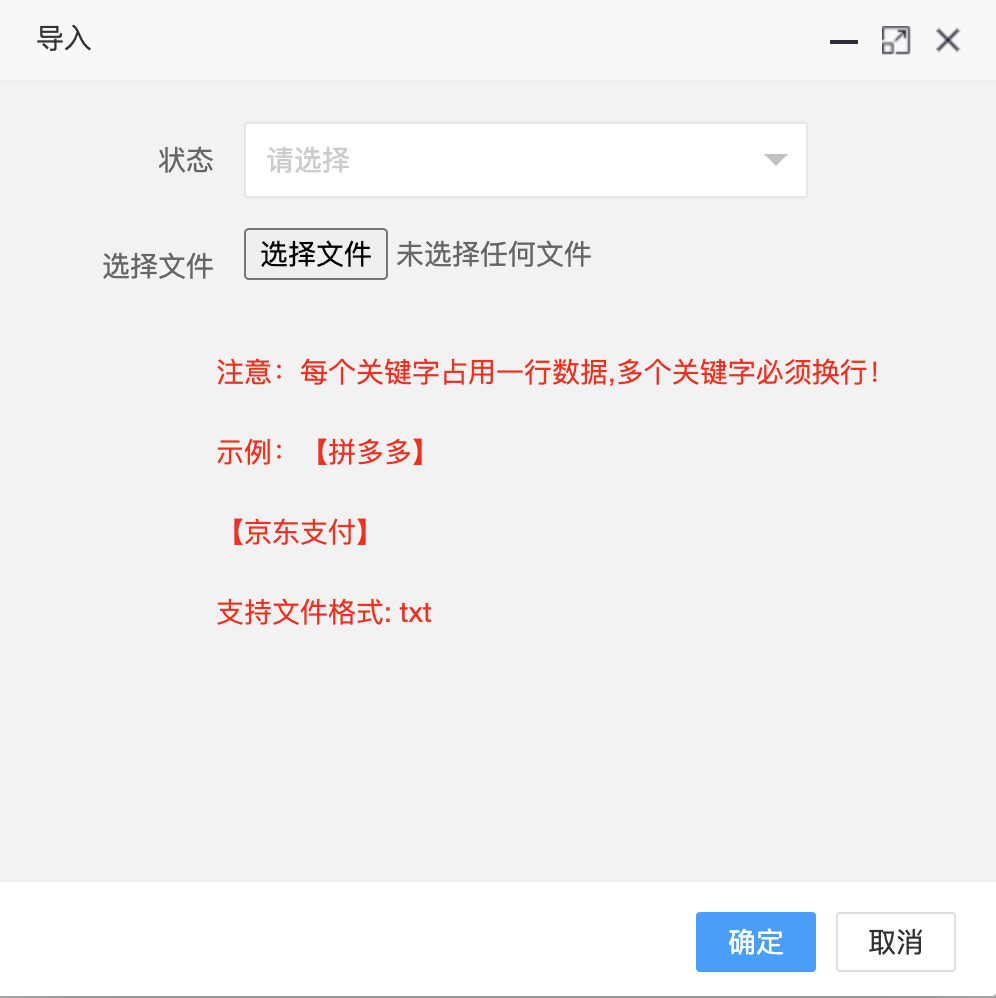 导入
状态 请选择
选择文件 选择文件 未选择任何文件
注意：每个关键字占用一行数据,多个关键字必须换行！
示例：【拼多多】
【京东支付】
支持文件格式: txt
确定 取消